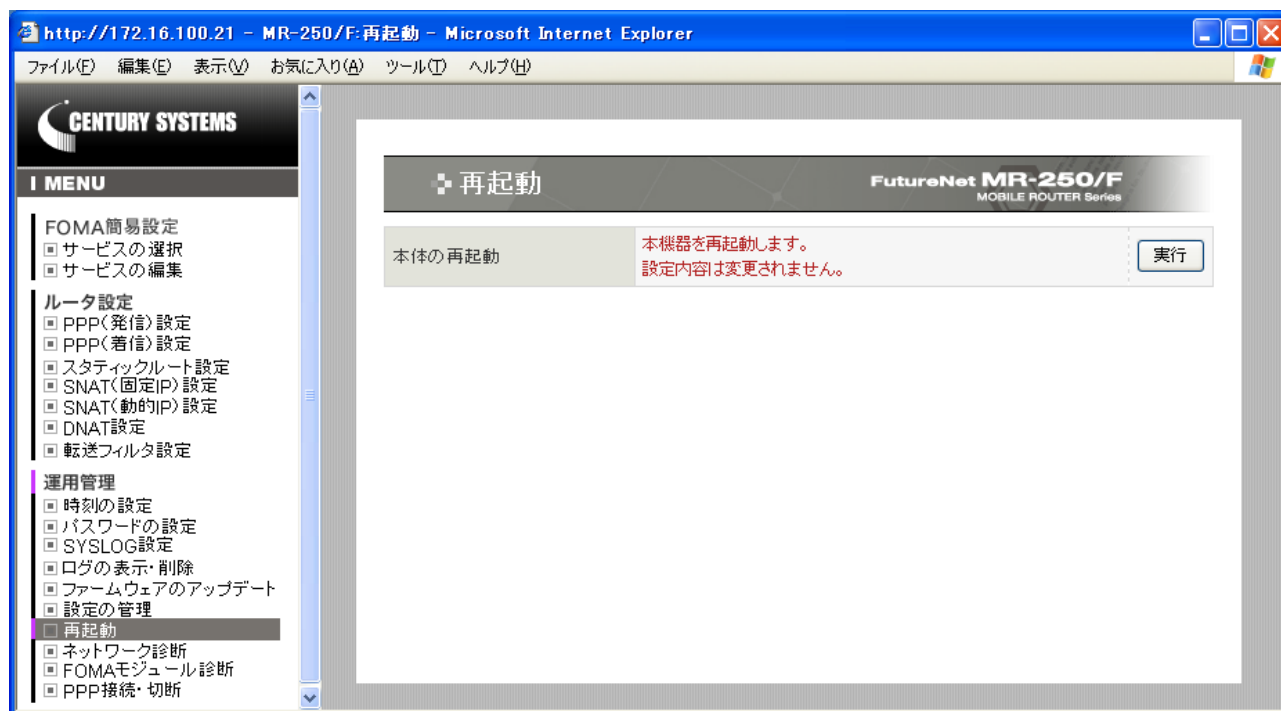 http://172.16.100.21 - MR-250/F:再起動 - Microsoft Internet Explorer
ファイル(F) 編集(E) 表示(V) お気に入り(A) ツール(T) ヘルプ(H)
CENTURY SYSTEMS
MENU
FOMA簡易設定
サービスの選択
サービスの編集
ルータ設定
PPP(発信)設定
PPP(着信)設定
スタティックルート設定
SNAT(固定IP)設定
SNAT(動的IP)設定
DNAT設定
転送フィルタ設定
運用管理
時刻の設定
パスワードの設定
SYSLOG設定
ログの表示・削除
ファームウェアのアップデート
設定の管理
再起動
ネットワーク診断
FOMAモジュール診断
PPP接続・切断
再起動
FutureNet MR-250/F
MOBILE ROUTER Series
本体の再起動
本機器を再起動します。
設定内容は変更されません。
実行